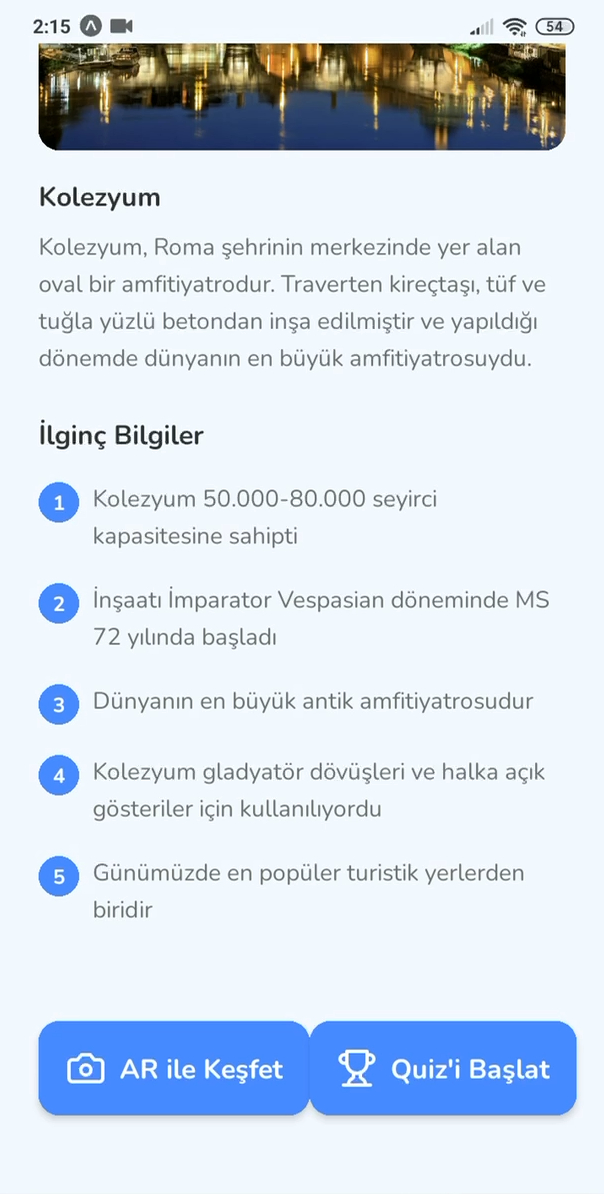 2:15
54
Kolezyum
Kolezyum, Roma şehrinin merkezinde yer alan
oval bir amfitiyatrodur. Traverten kireçtaşı, tüf ve
tuğla yüzlü betondan inşa edilmiştir ve yapıldığı
dönemde dünyanın en büyük amfitiyatrosuydu.
İlginç Bilgiler
1 Kolezyum 50.000-80.000 seyirci
kapasitesine sahipti
2 İnşaatı İmparator Vespasian döneminde MS
72 yılında başladı
3 Dünyanın en büyük antik amfitiyatrosudur
4 Kolezyum gladyatör dövüşleri ve halka açık
gösteriler için kullanılıyordu
5 Günümüzde en popüler turistik yerlerden
biridir
AR ile Keşfet
Quiz'i Başlat